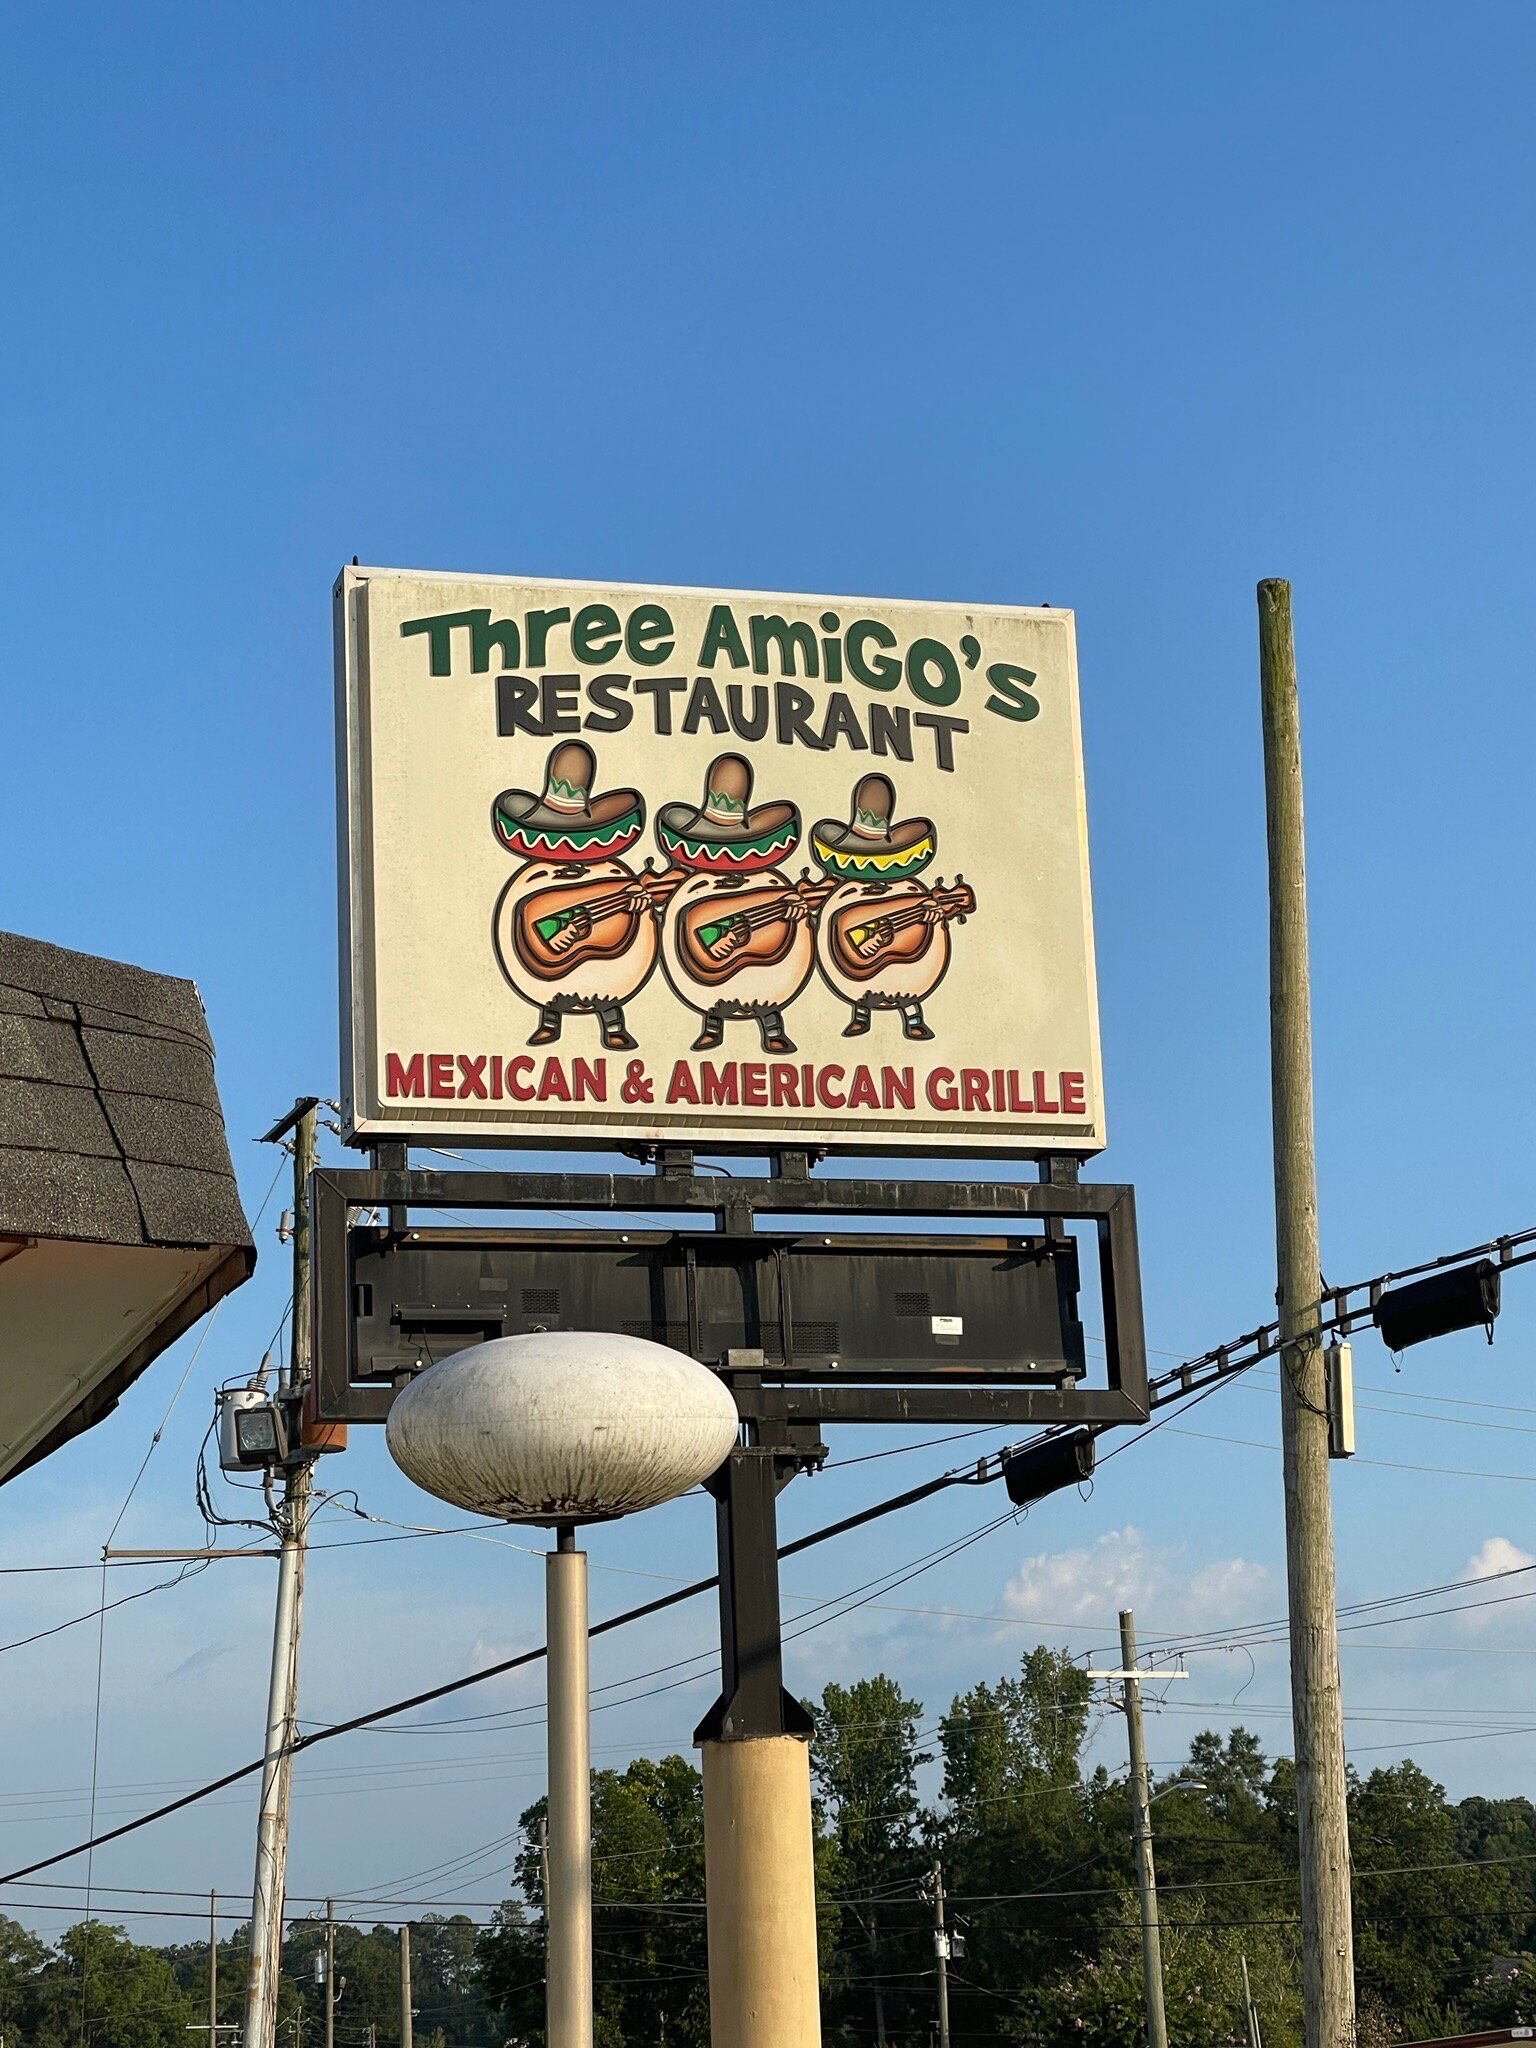 Three AmiGO's
RESTAURANT
MEXICAN & AMERICAN GRILLE